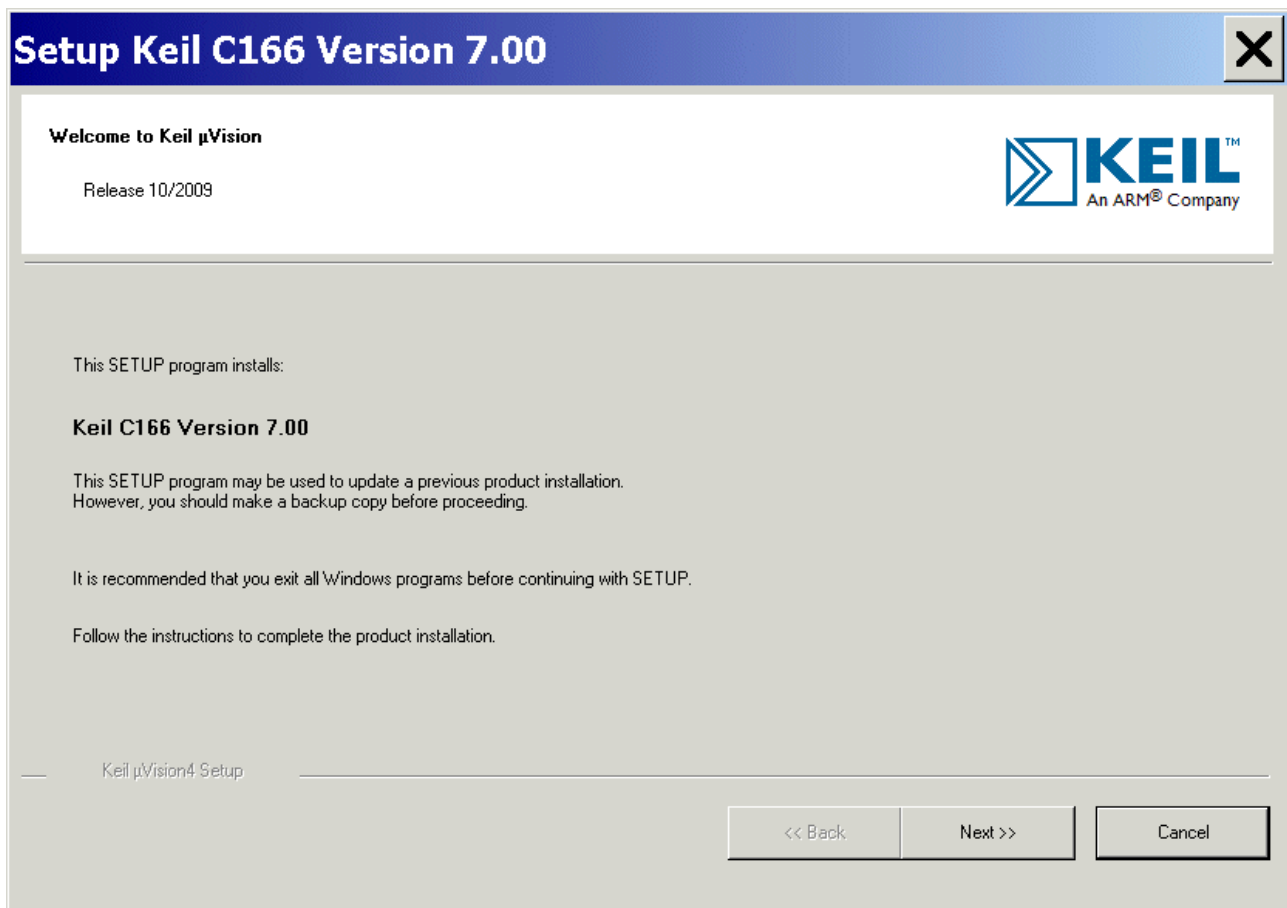 Setup Keil C166 Version 7.00
Welcome to Keil µVision
Release 10/2009
KEIL™
An ARM® Company
This SETUP program installs:
Keil C166 Version 7.00
This SETUP program may be used to update a previous product installation.
However, you should make a backup copy before proceeding.
It is recommended that you exit all Windows programs before continuing with SETUP.
Follow the instructions to complete the product installation.
Keil µVision4 Setup
<< Back
Next >>
Cancel